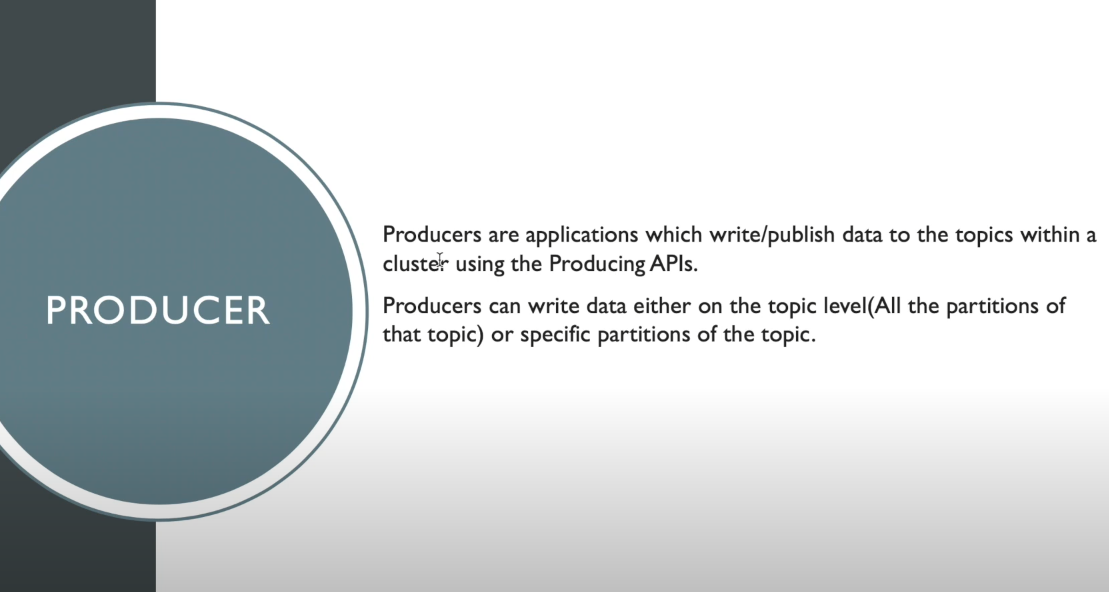 PRODUCER
Producers are applications which write/publish data to the topics within a
cluster using the Producing APIs.
Producers can write data either on the topic level(All the partitions of
that topic) or specific partitions of the topic.